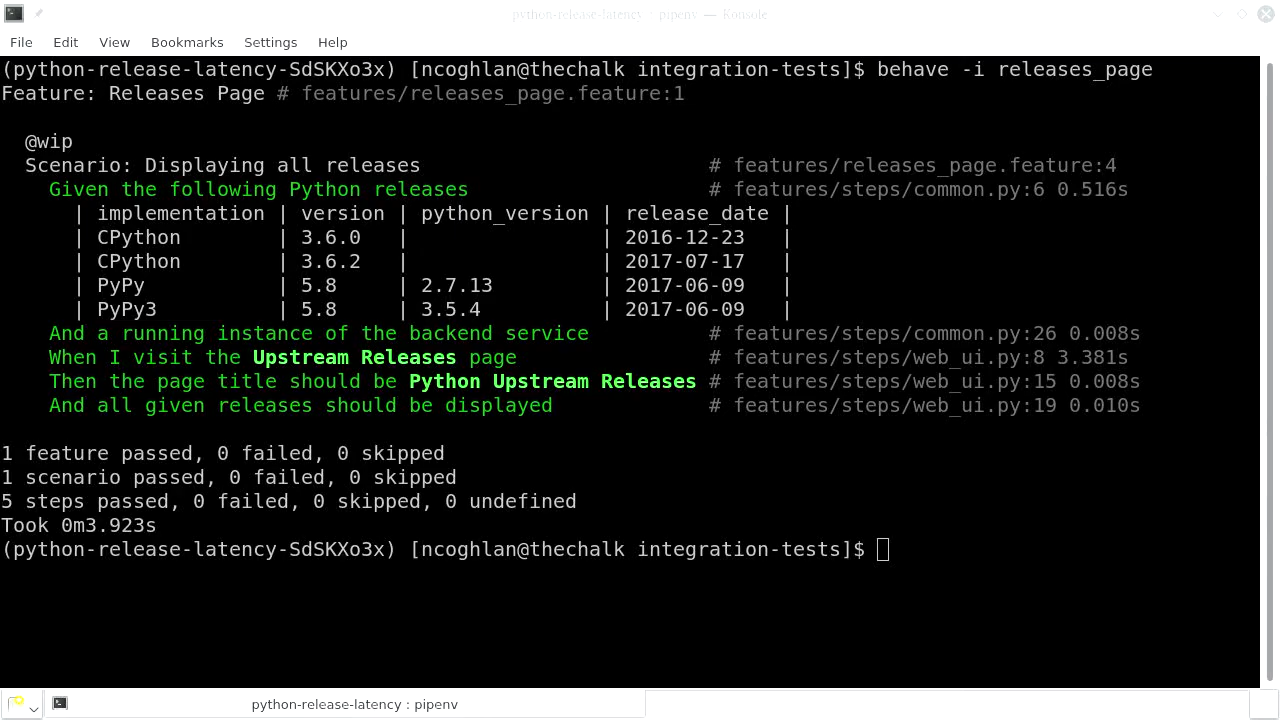 python-release-latency : pipenv — Konsole
File Edit View Bookmarks Settings Help
(python-release-latency-SdSKXo3x) [ncoghlan@thechalk integration-tests]$ behave -i releases_page
Feature: Releases Page # features/releases_page.feature:1
@wip
Scenario: Displaying all releases # features/releases_page.feature:4
Given the following Python releases # features/steps/common.py:6 0.516s
| implementation | version | python_version | release_date |
| CPython | 3.6.0 | | 2016-12-23 |
| CPython | 3.6.2 | | 2017-07-17 |
| PyPy | 5.8 | 2.7.13 | 2017-06-09 |
| PyPy3 | 5.8 | 3.5.4 | 2017-06-09 |
And a running instance of the backend service # features/steps/common.py:26 0.008s
When I visit the Upstream Releases page # features/steps/web_ui.py:8 3.381s
Then the page title should be Python Upstream Releases # features/steps/web_ui.py:15 0.008s
And all given releases should be displayed # features/steps/web_ui.py:19 0.010s
1 feature passed, 0 failed, 0 skipped
1 scenario passed, 0 failed, 0 skipped
5 steps passed, 0 failed, 0 skipped, 0 undefined
Took 0m3.923s
(python-release-latency-SdSKXo3x) [ncoghlan@thechalk integration-tests]$
python-release-latency : pipenv